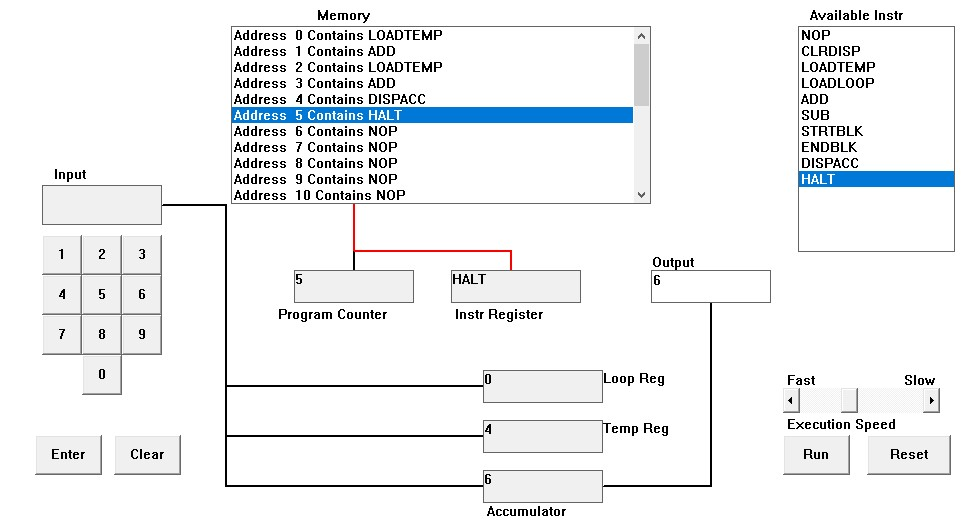 Memory
Address 0 Contains LOADTEMP
Address 1 Contains ADD
Address 2 Contains LOADTEMP
Address 3 Contains ADD
Address 4 Contains DISPACC
Address 5 Contains HALT
Address 6 Contains NOP
Address 7 Contains NOP
Address 8 Contains NOP
Address 9 Contains NOP
Address 10 Contains NOP
Available Instr
NOP
CLRDISP
LOADTEMP
LOADLOOP
ADD
SUB
STRTBLK
ENDBLK
DISPACC
HALT
Input
1 2 3
4 5 6
7 8 9
0
Enter Clear
5
Program Counter
HALT
Instr Register
Output
6
0 Loop Reg
4 Temp Reg
6
Accumulator
Fast Slow
Execution Speed
Run Reset